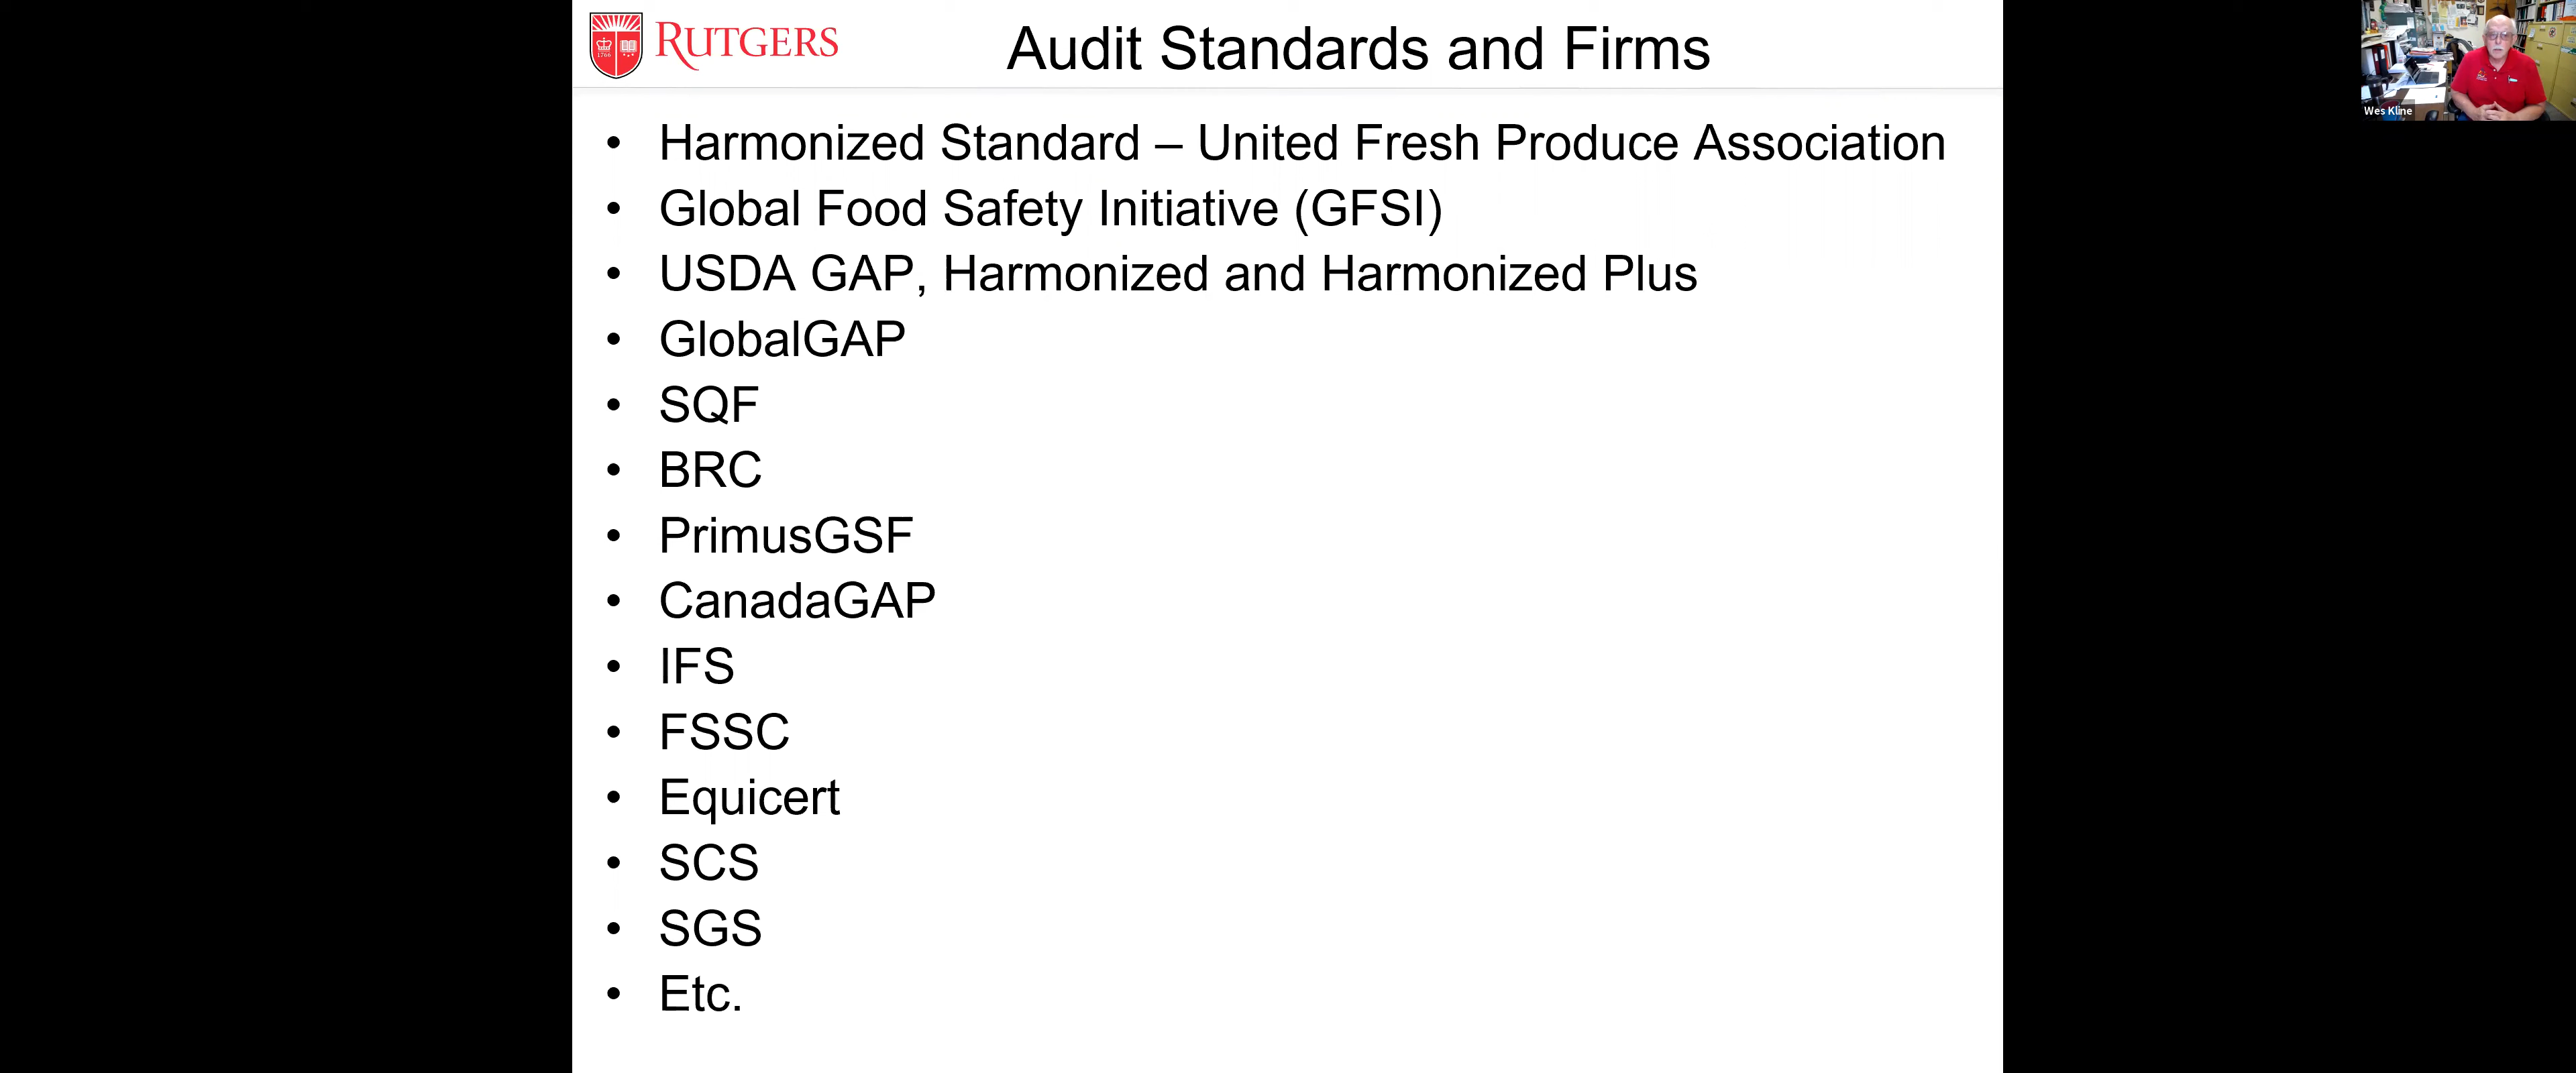 RUTGERS
1766
Audit Standards and Firms
Wes Kline
• Harmonized Standard – United Fresh Produce Association
• Global Food Safety Initiative (GFSI)
• USDA GAP, Harmonized and Harmonized Plus
• GlobalGAP
• SQF
• BRC
• PrimusGSF
• CanadaGAP
• IFS
• FSSC
• Equicert
• SCS
• SGS
• Etc.